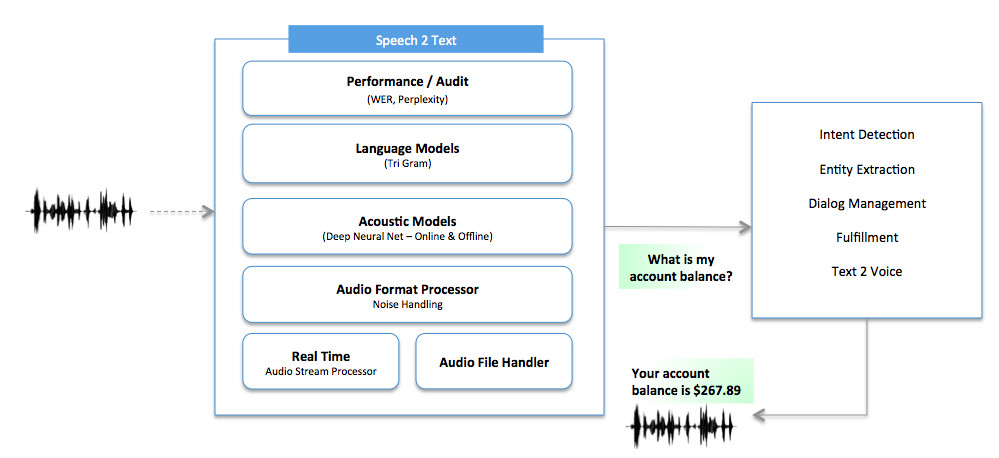 Speech 2 Text
Performance / Audit
(WER, Perplexity)
Language Models
(Tri Gram)
Acoustic Models
(Deep Neural Net – Online & Offline)
Audio Format Processor
Noise Handling
Real Time
Audio Stream Processor
Audio File Handler
What is my
account balance?
Intent Detection
Entity Extraction
Dialog Management
Fulfillment
Text 2 Voice
Your account
balance is $267.89